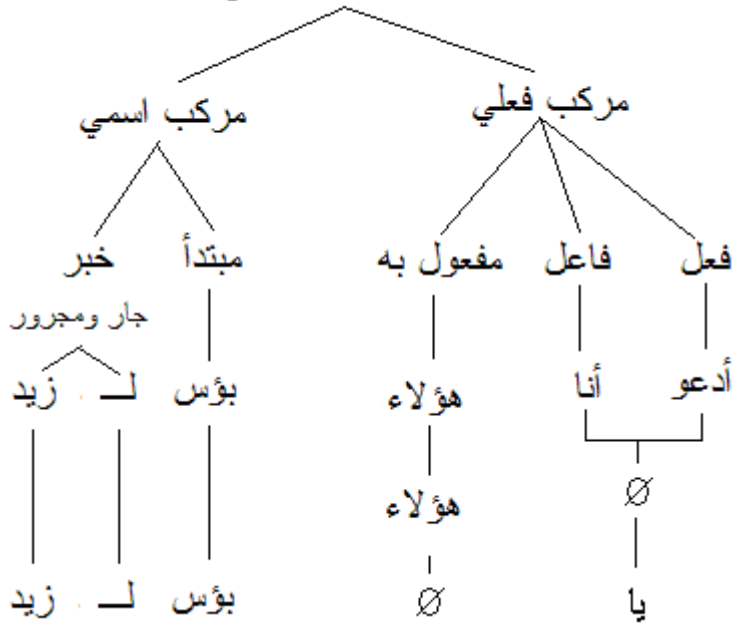 مركب فعلي مركب اسمي
فعل فاعل مفعول به مبتدأ خبر
جار ومجرور
أدعو أنا هؤلاء بؤس لـ زيد
Ø
هؤلاء
يا Ø بؤس لـ زيد